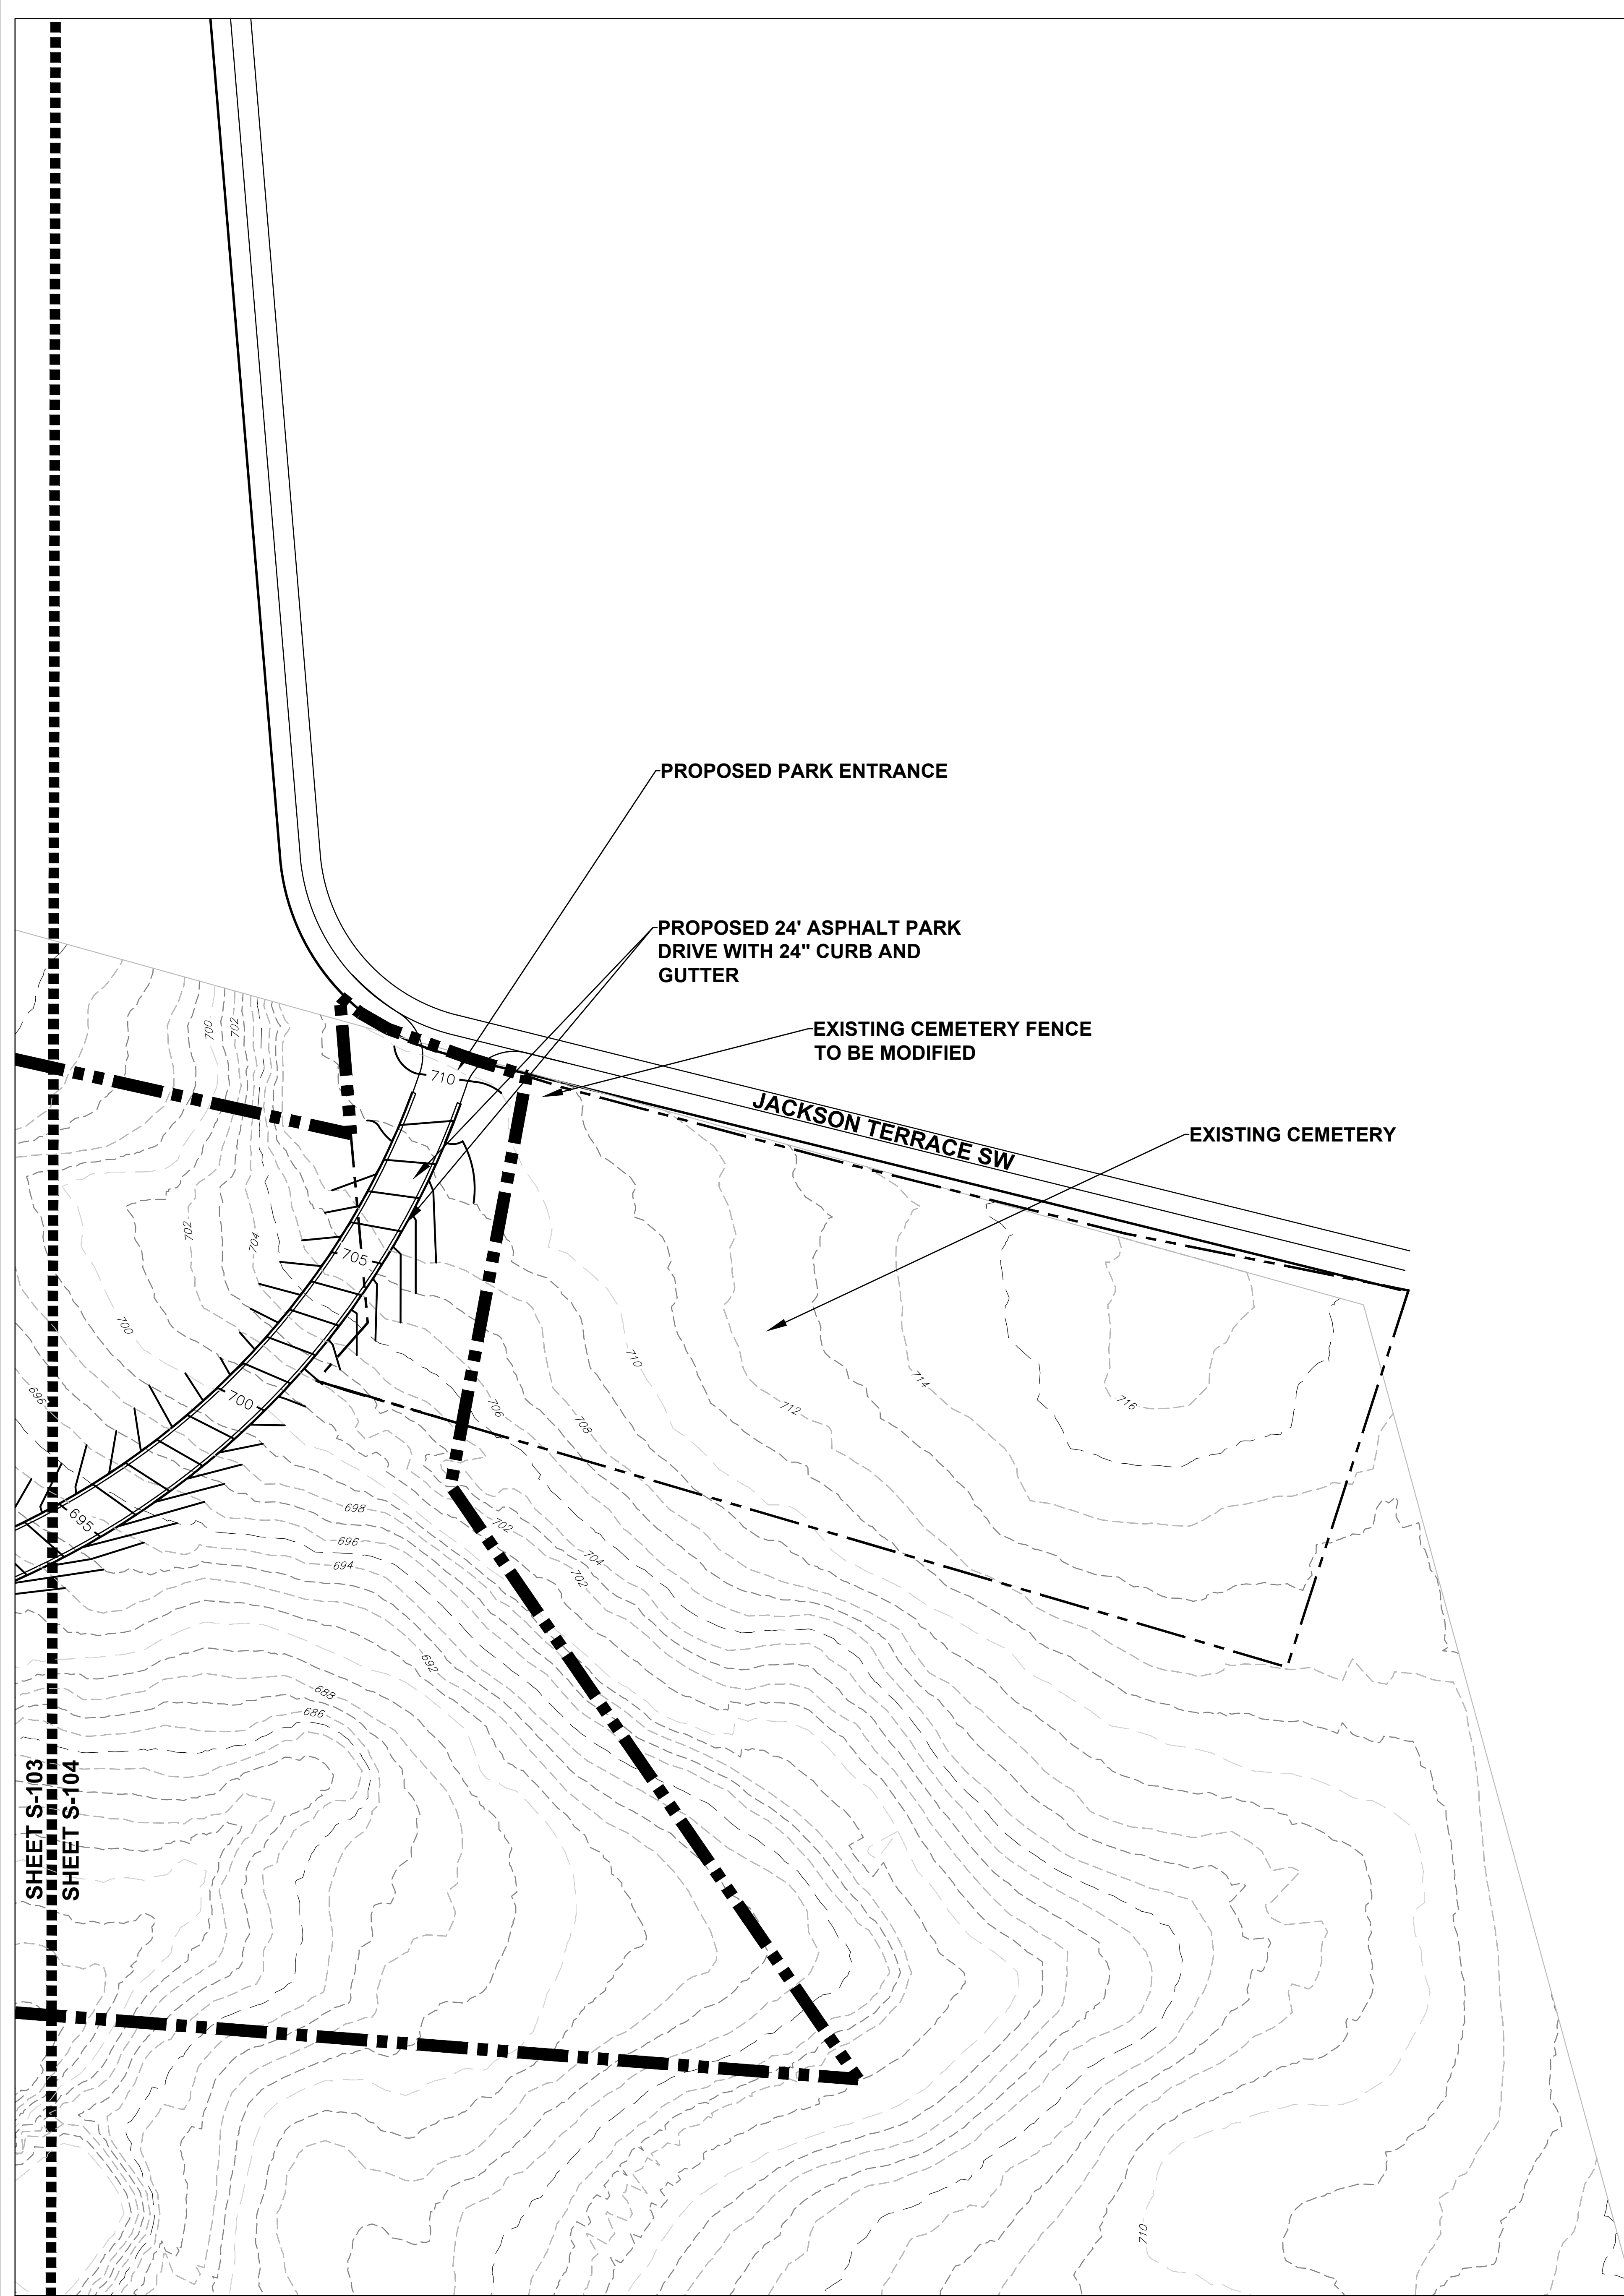 PROPOSED PARK ENTRANCE
PROPOSED 24' ASPHALT PARK
DRIVE WITH 24" CURB AND
GUTTER
EXISTING CEMETERY FENCE
TO BE MODIFIED
JACKSON TERRACE SW
EXISTING CEMETERY
700
702
710
702
704
705
700
696
700
695
710
706
708
712
714
716
698
696
694
702
704
702
692
688
686
SHEET S-103
SHEET S-104
710